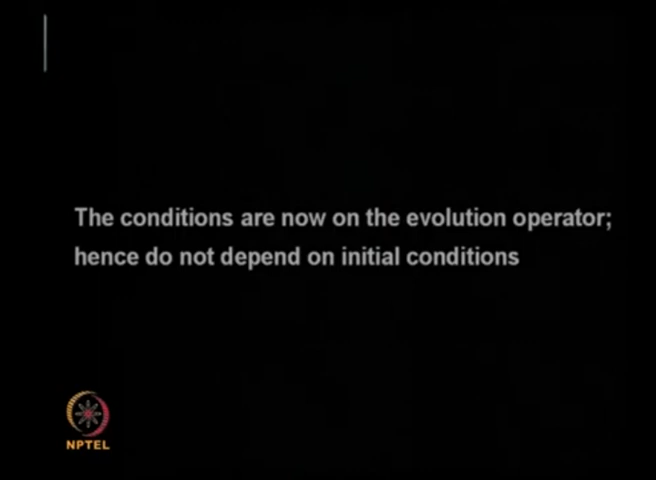 The conditions are now on the evolution operator;
hence do not depend on initial conditions
NPTEL